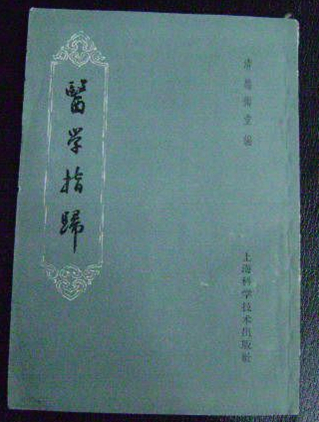 清趙術堂編
上海科学技术出版社
醫学指歸